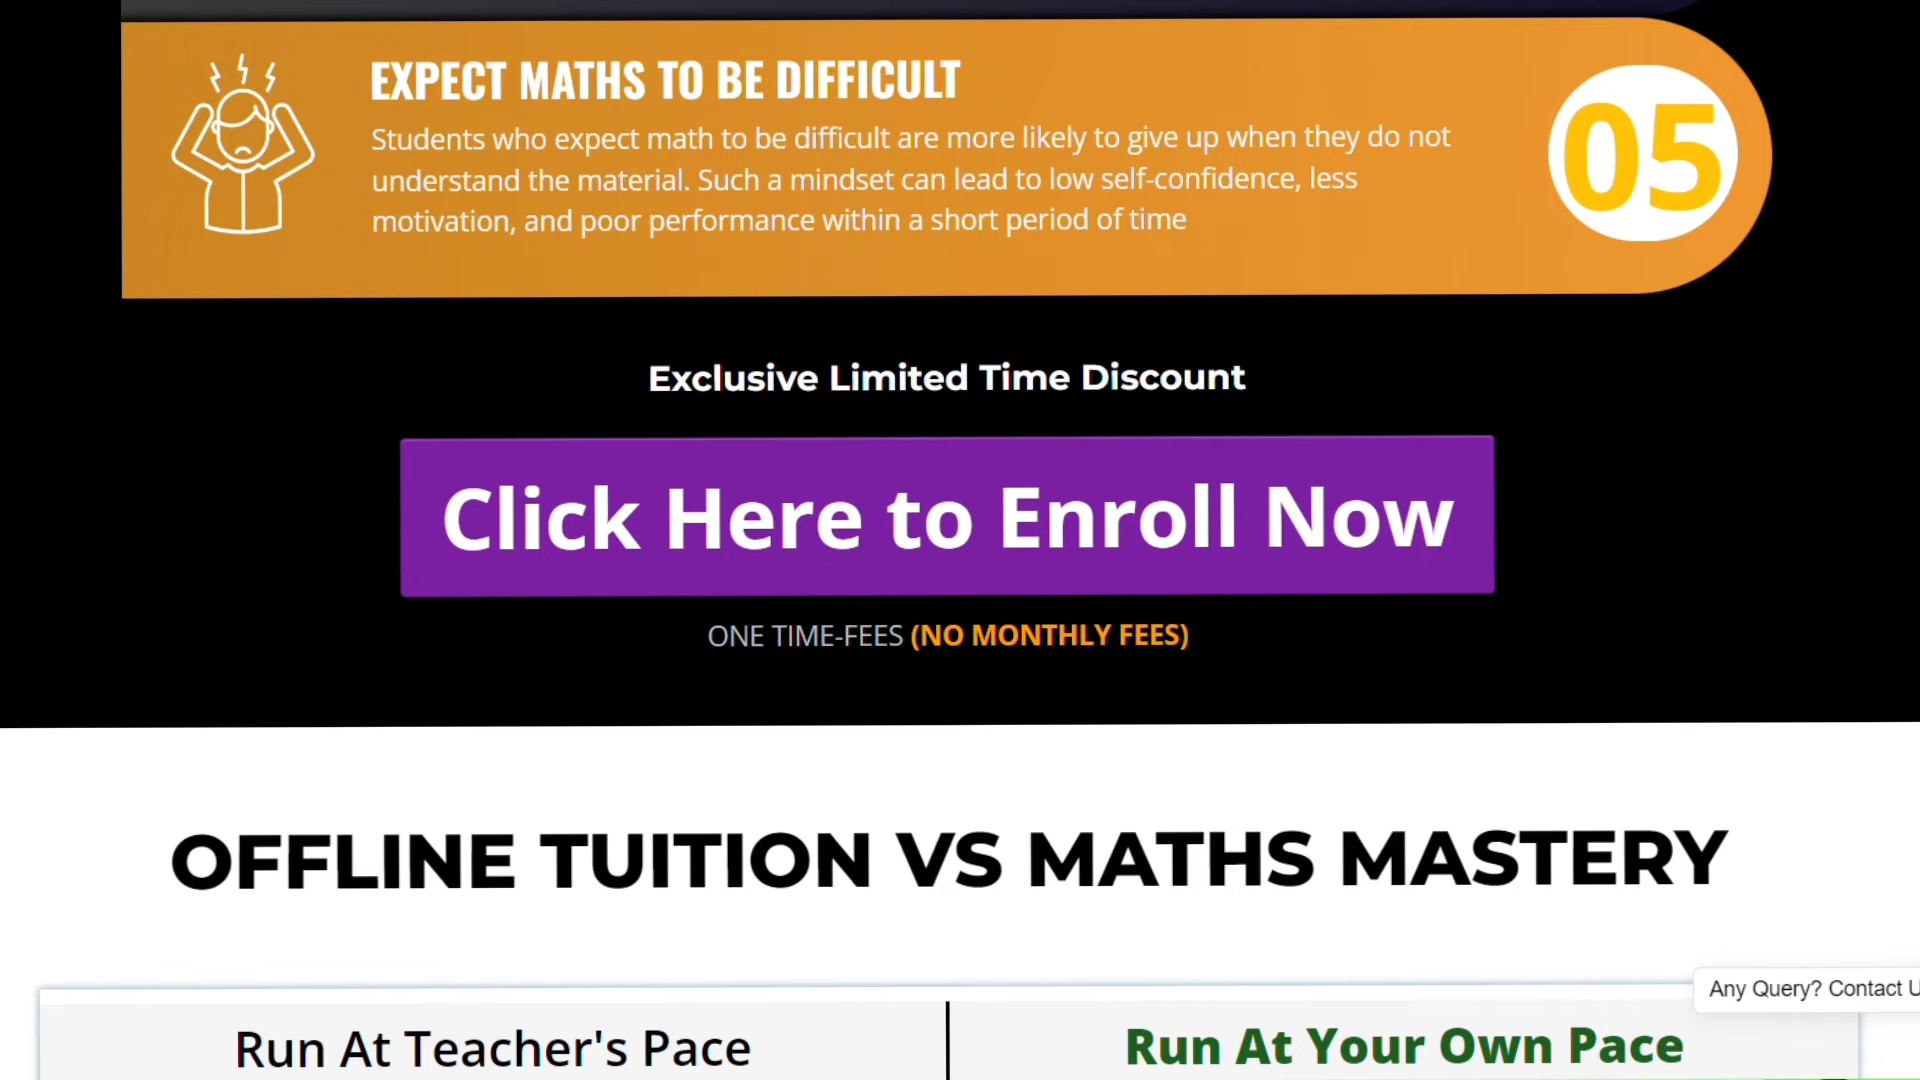 EXPECT MATHS TO BE DIFFICULT
Students who expect math to be difficult are more likely to give up when they do not
understand the material. Such a mindset can lead to low self-confidence, less
motivation, and poor performance within a short period of time
05
Exclusive Limited Time Discount
Click Here to Enroll Now
ONE TIME-FEES (NO MONTHLY FEES)
OFFLINE TUITION VS MATHS MASTERY
Any Query? Contact U
Run At Teacher's Pace
Run At Your Own Pace